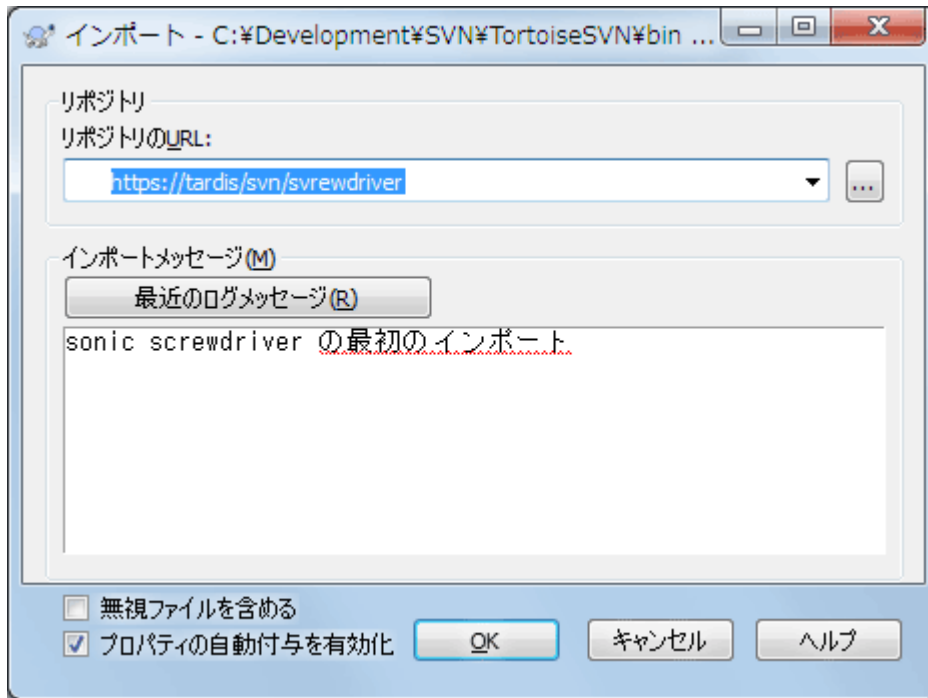 インポート - C:¥Development¥SVN¥TortoiseSVN¥bin ...
リポジトリ
リポジトリのURL:
https://tardis/svn/svrewdriver
...
インポートメッセージ(M)
最近のログメッセージ(R)
sonic screwdriver の最初のインポート
無視ファイルを含める
プロパティの自動付与を有効化
OK
キャンセル
ヘルプ